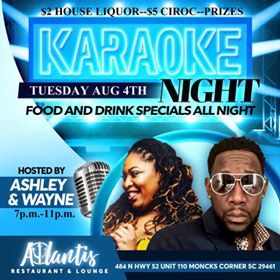 $2 HOUSE LIQUOR--$5 CIROC--PRIZES
KARAOKE
TUESDAY AUG 4TH
NIGHT
FOOD AND DRINK SPECIALS ALL NIGHT
HOSTED BY
ASHLEY
& WAYNE
7p.m.-11p.m.
Atlantis
RESTAURANT & LOUNGE
484 N HWY 52 UNIT 110 MONCKS CORNER SC 29461